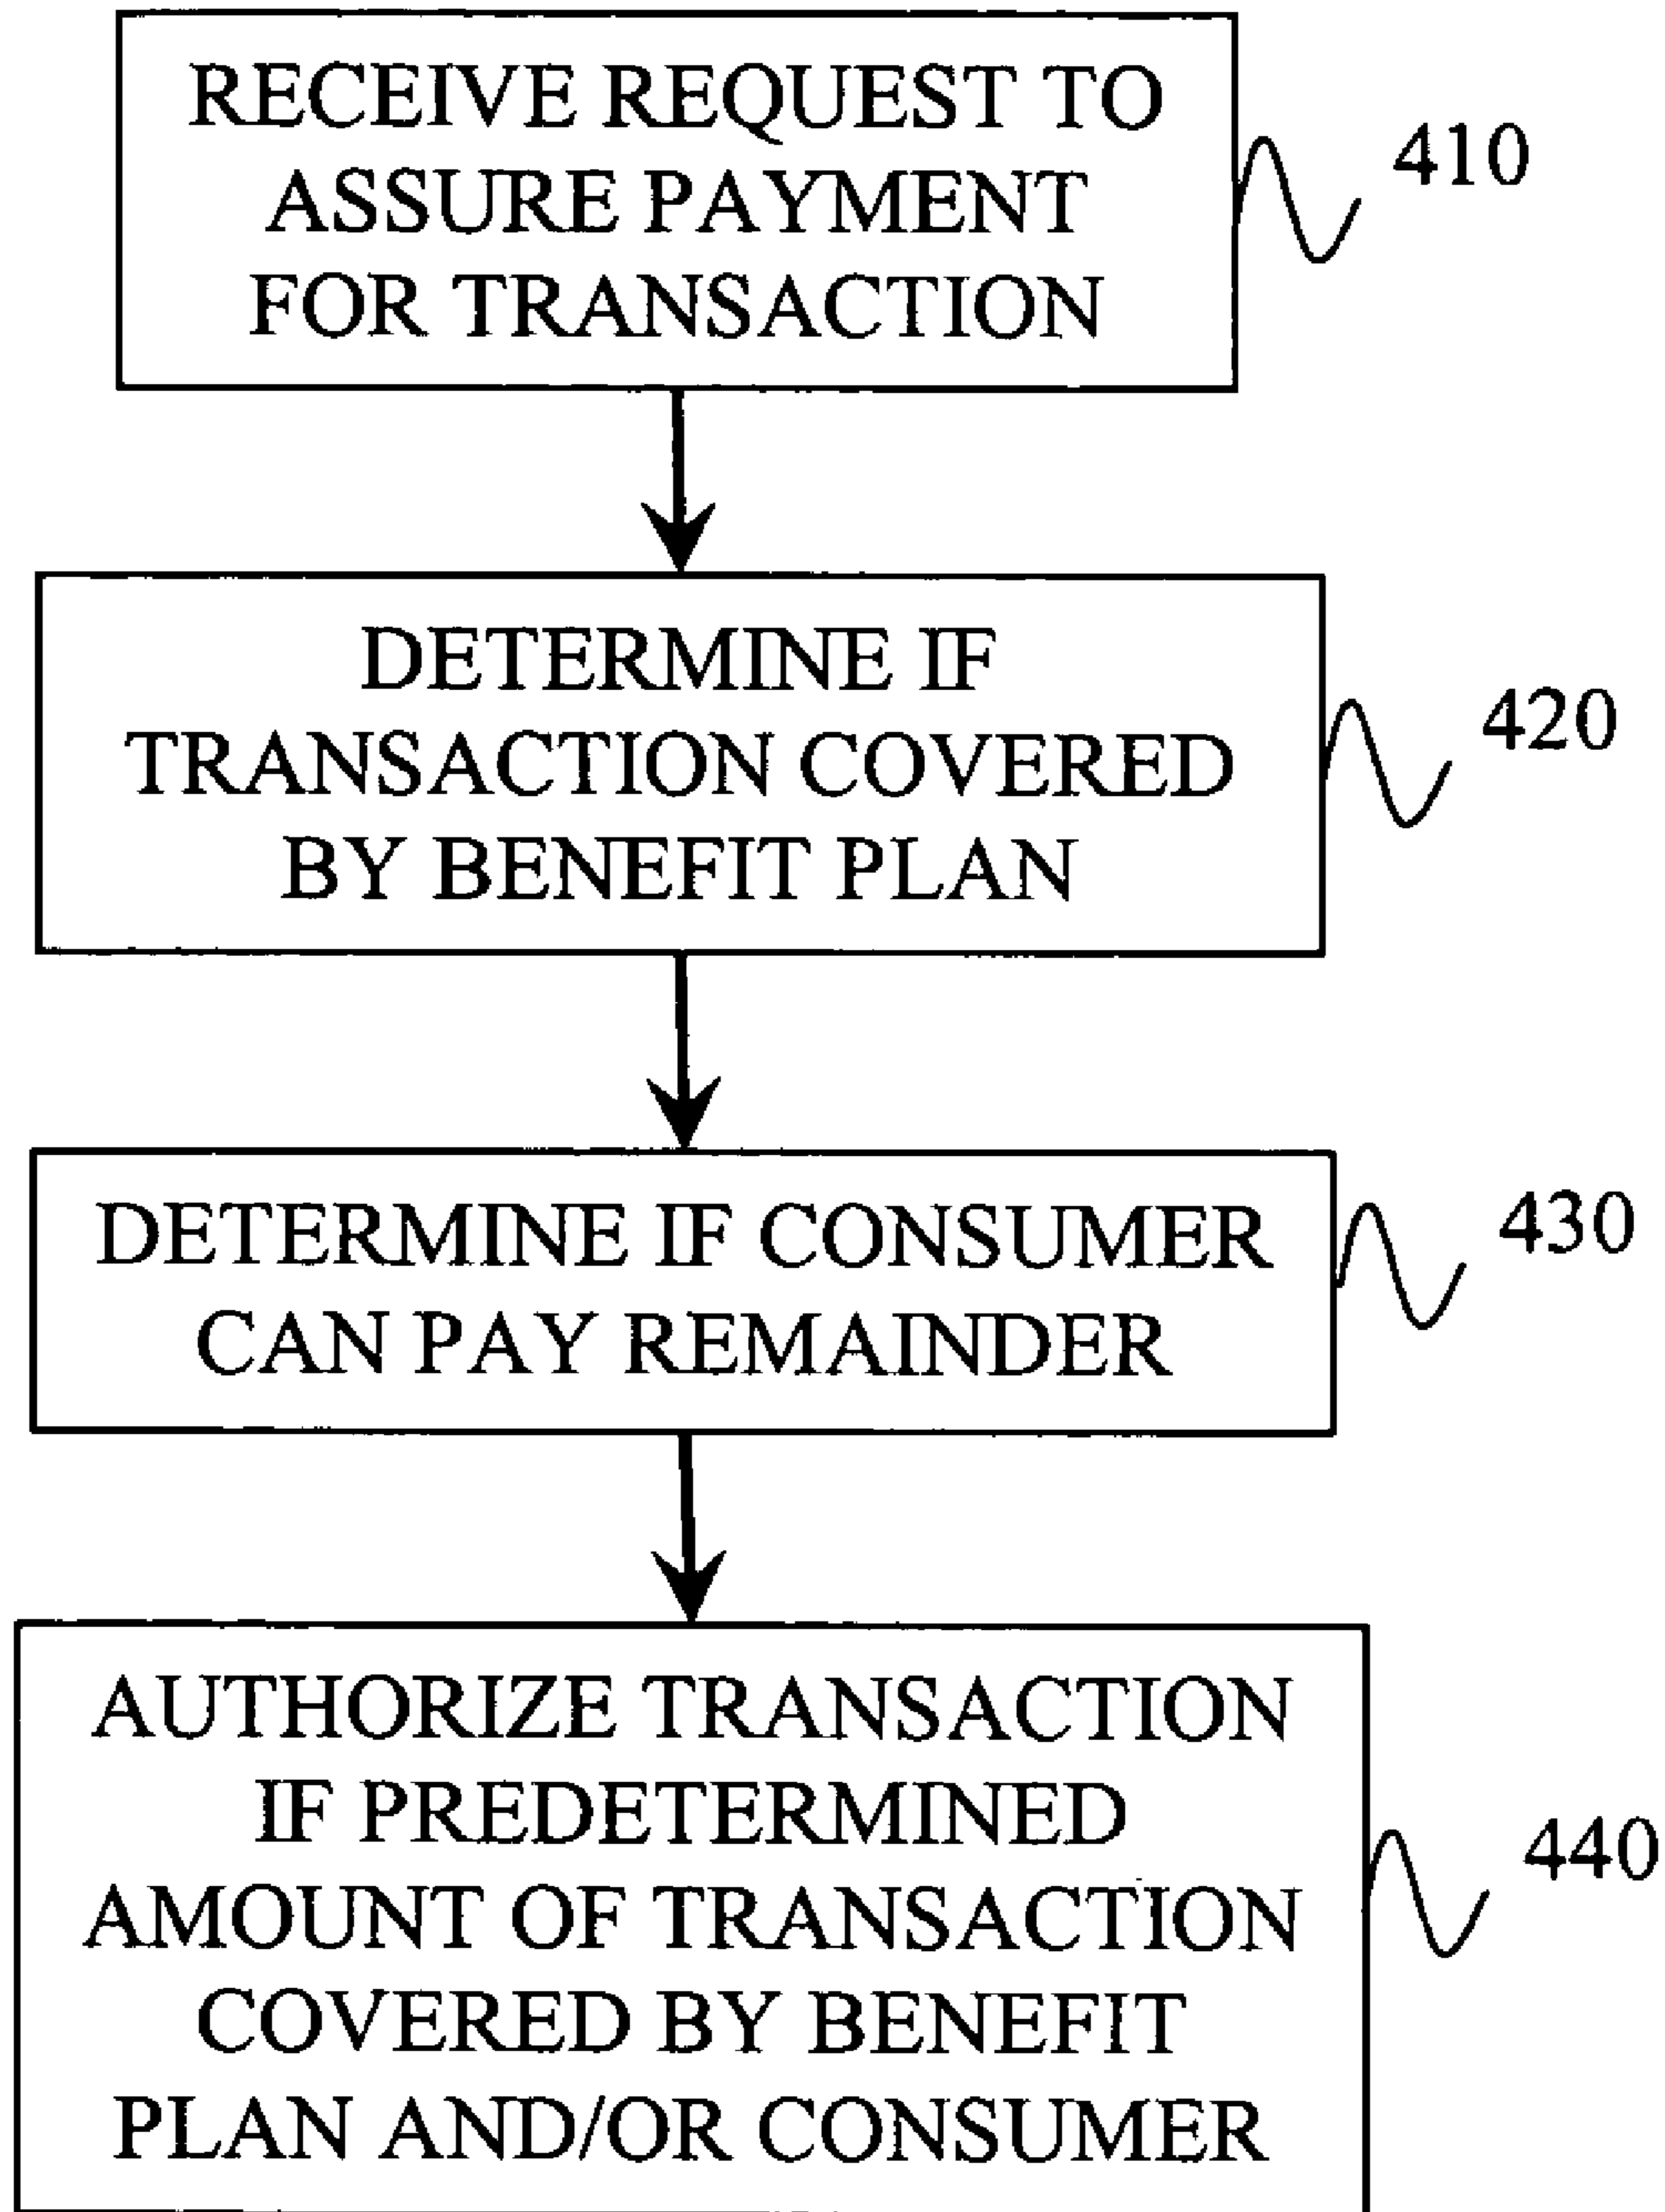 RECEIVE REQUEST TO
ASSURE PAYMENT
FOR TRANSACTION
410
DETERMINE IF
TRANSACTION COVERED
BY BENEFIT PLAN
420
DETERMINE IF CONSUMER
CAN PAY REMAINDER
430
AUTHORIZE TRANSACTION
IF PREDETERMINED
AMOUNT OF TRANSACTION
COVERED BY BENEFIT
PLAN AND/OR CONSUMER
440